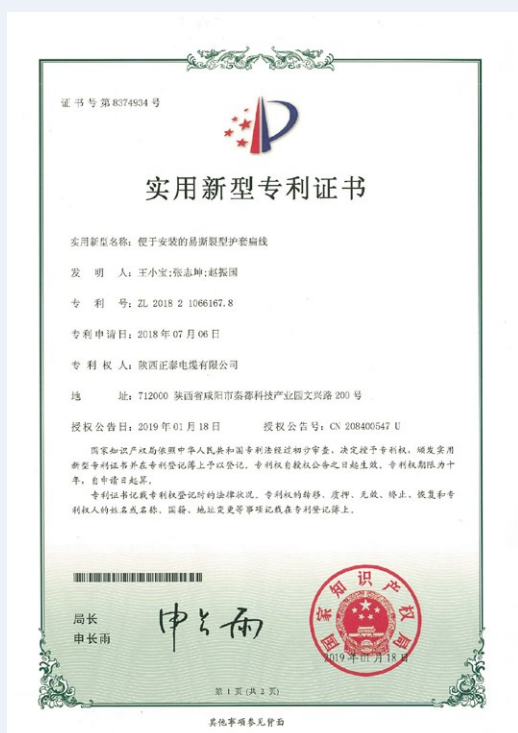 证书号第8374934号
实用新型专利证书
实用新型名称：便于安装的易撕裂型护套扁线
发 明 人：王小宝;张志坤;赵振国
专 利 号：ZL 2018 2 1066167.8
专利申请日：2018年07月06日
专 利 权 人：陕西正泰电缆有限公司
地 址：712000 陕西省咸阳市秦都科技产业园文兴路200号
授权公告日：2019年01月18日 授权公告号：CN 208400547 U
国家知识产权局依照中华人民共和国专利法经过初步审查，决定授予专利权，颁发实用
新型专利证书并在专利登记簿上予以登记。专利权自授权公告之日起生效。专利权期限为十
年，自申请日起算。
专利证书记载专利权登记时的法律状况。专利权的转移、质押、无效、终止、恢复和专
利权人的姓名或名称、国籍、地址变更等事项记载在专利登记簿上。
局长
申长雨
申长雨
国家知识产权局
2019年01月18日
第 1 页 (共 2 页)
其他事项参见背面